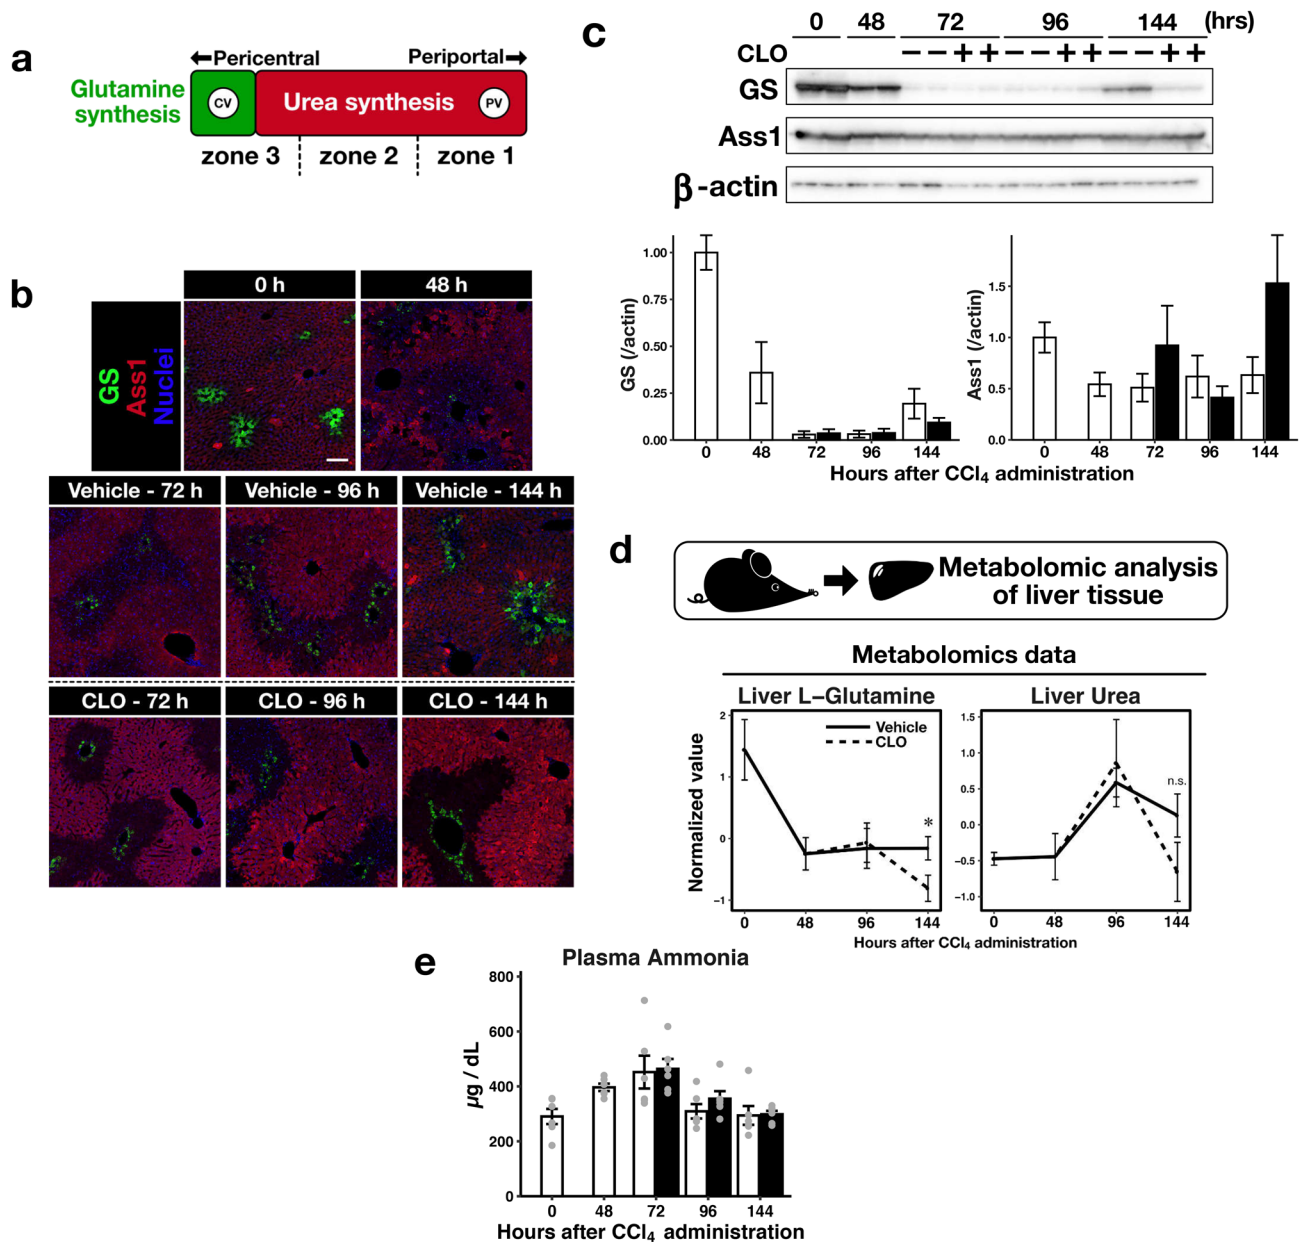 a
←Pericentral
Periportal→
Glutamine
synthesis
CV
Urea synthesis
PV
zone 3
zone 2
zone 1
b
GS
Ass1
Nuclei
0 h
48 h
Vehicle - 72 h
Vehicle - 96 h
Vehicle - 144 h
CLO - 72 h
CLO - 96 h
CLO - 144 h
c
0 48 72 96 144 (hrs)
CLO − − + + − − + + − − + +
GS
Ass1
β-actin
GS (/actin)
1.00
0.75
0.50
0.25
0.00
0 48 72 96 144
Ass1 (/actin)
1.5
1.0
0.5
0.0
0 48 72 96 144
Hours after CCl₄ administration
d
Metabolomic analysis
of liver tissue
Metabolomics data
Liver L−Glutamine
Liver Urea
Normalized value
2
1
0
−1
Vehicle
CLO
*
0 48 96 144
1.5
1.0
0.5
0.0
−0.5
−1.0
n.s.
0 48 96 144
Hours after CCl₄ administration
e
Plasma Ammonia
µg / dL
800
600
400
200
0
0 48 72 96 144
Hours after CCl₄ administration